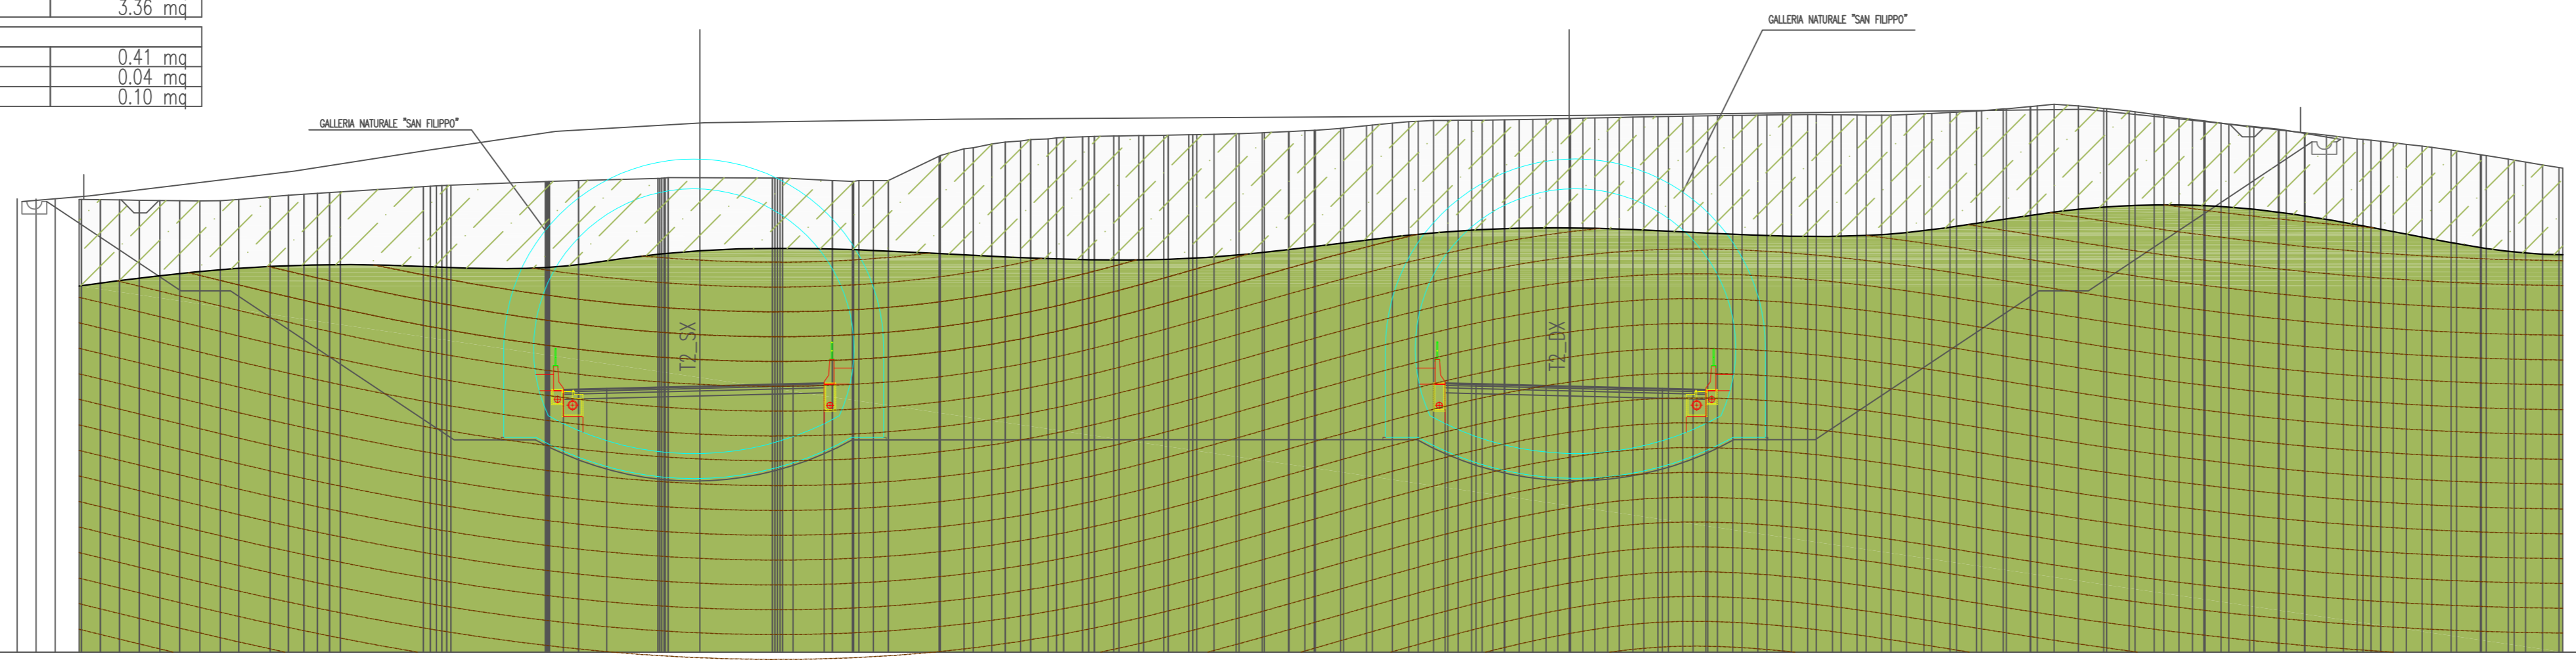 3.36 mq
0.41 mq
0.04 mq
0.10 mq
GALLERIA NATURALE "SAN FILIPPO"
GALLERIA NATURALE "SAN FILIPPO"
T2_SX
T2_DX